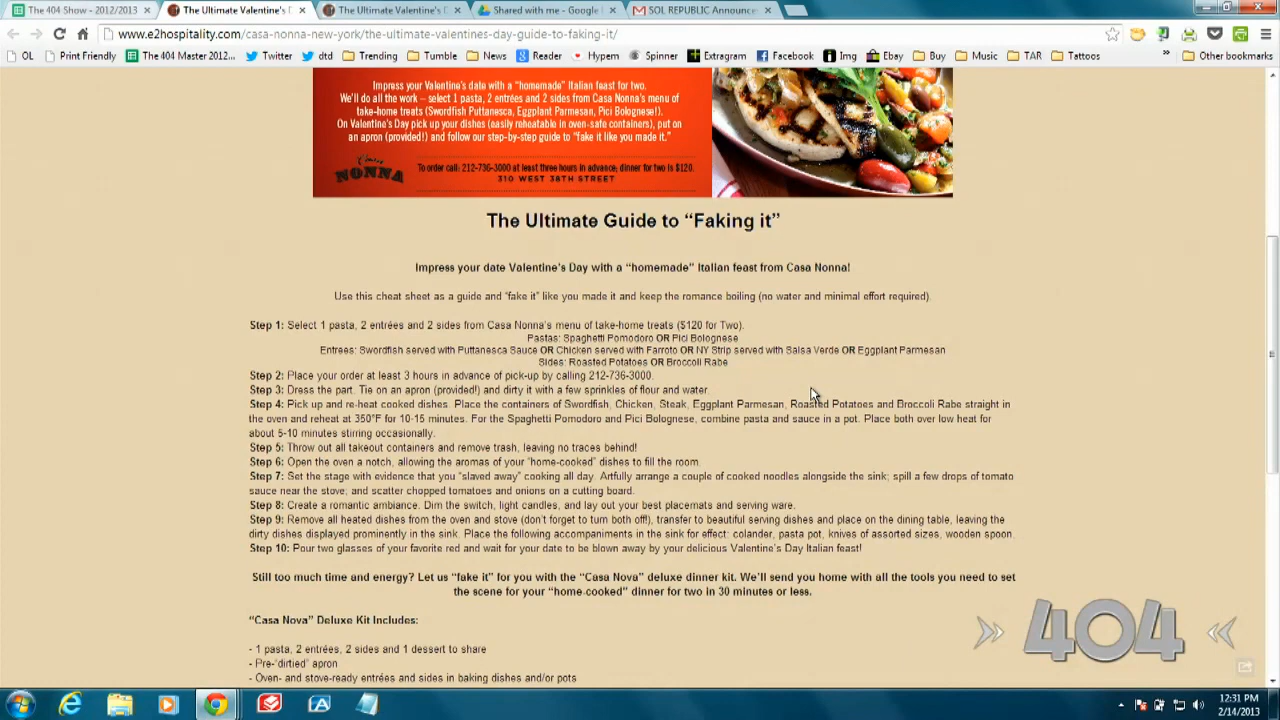 The 404 Show - 2012/2013
The Ultimate Valentine's D
The Ultimate Valentine's D
Shared with me - Google
SOL REPUBLIC Announce
www.e2hospitality.com/casa-nonna-new-york/the-ultimate-valentines-day-guide-to-faking-it/
OL Print Friendly The 404 Master 2012... Twitter dtd Trending Tumble News Reader Hypem Spinner Extragram Facebook Img Ebay Buy Music TAR Tattoos Other bookmarks
Impress your Valentine's date with a "homemade" Italian feast for two.
We'll do all the work – select 1 pasta, 2 entrées and 2 sides from Casa Nonna's menu of
take-home treats (Swordfish Puttanesca, Eggplant Parmesan, Pici Bolognese!).
On Valentine's Day pick up your dishes (easily reheatable in oven-safe containers), put on
an apron (provided!) and follow our step-by-step guide to "fake it like you made it."
Casa
NONNA
To order call: 212-736-3000 at least three hours in advance; dinner for two is $120.
310 WEST 38TH STREET
The Ultimate Guide to “Faking it”
Impress your date Valentine’s Day with a “homemade” Italian feast from Casa Nonna!
Use this cheat sheet as a guide and “fake it” like you made it and keep the romance boiling (no water and minimal effort required).
Step 1: Select 1 pasta, 2 entrées and 2 sides from Casa Nonna’s menu of take-home treats ($120 for Two).
Pastas: Spaghetti Pomodoro OR Pici Bolognese
Entrees: Swordfish served with Puttanesca Sauce OR Chicken served with Farroto OR NY Strip served with Salsa Verde OR Eggplant Parmesan
Sides: Roasted Potatoes OR Broccoli Rabe
Step 2: Place your order at least 3 hours in advance of pick-up by calling 212-736-3000.
Step 3: Dress the part. Tie on an apron (provided!) and dirty it with a few sprinkles of flour and water.
Step 4: Pick up and re-heat cooked dishes. Place the containers of Swordfish, Chicken, Steak, Eggplant Parmesan, Roasted Potatoes and Broccoli Rabe straight in
the oven and reheat at 350°F for 10-15 minutes. For the Spaghetti Pomodoro and Pici Bolognese, combine pasta and sauce in a pot. Place both over low heat for
about 5-10 minutes stirring occasionally.
Step 5: Throw out all takeout containers and remove trash, leaving no traces behind!
Step 6: Open the oven a notch, allowing the aromas of your “home-cooked” dishes to fill the room.
Step 7: Set the stage with evidence that you “slaved away” cooking all day. Artfully arrange a couple of cooked noodles alongside the sink; spill a few drops of tomato
sauce near the stove; and scatter chopped tomatoes and onions on a cutting board.
Step 8: Create a romantic ambiance. Dim the switch, light candles, and lay out your best placemats and serving ware.
Step 9: Remove all heated dishes from the oven and stove (don’t forget to turn both off!), transfer to beautiful serving dishes and place on the dining table, leaving the
dirty dishes displayed prominently in the sink. Place the following accompaniments in the sink for effect: colander, pasta pot, knives of assorted sizes, wooden spoon.
Step 10: Pour two glasses of your favorite red and wait for your date to be blown away by your delicious Valentine’s Day Italian feast!
Still too much time and energy? Let us “fake it” for you with the “Casa Nova” deluxe dinner kit. We’ll send you home with all the tools you need to set
the scene for your “home-cooked” dinner for two in 30 minutes or less.
“Casa Nova” Deluxe Kit Includes:
404
- 1 pasta, 2 entrées, 2 sides and 1 dessert to share
- Pre-“dirtied” apron
- Oven- and stove-ready entrées and sides in baking dishes and/or pots
12:31 PM
2/14/2013